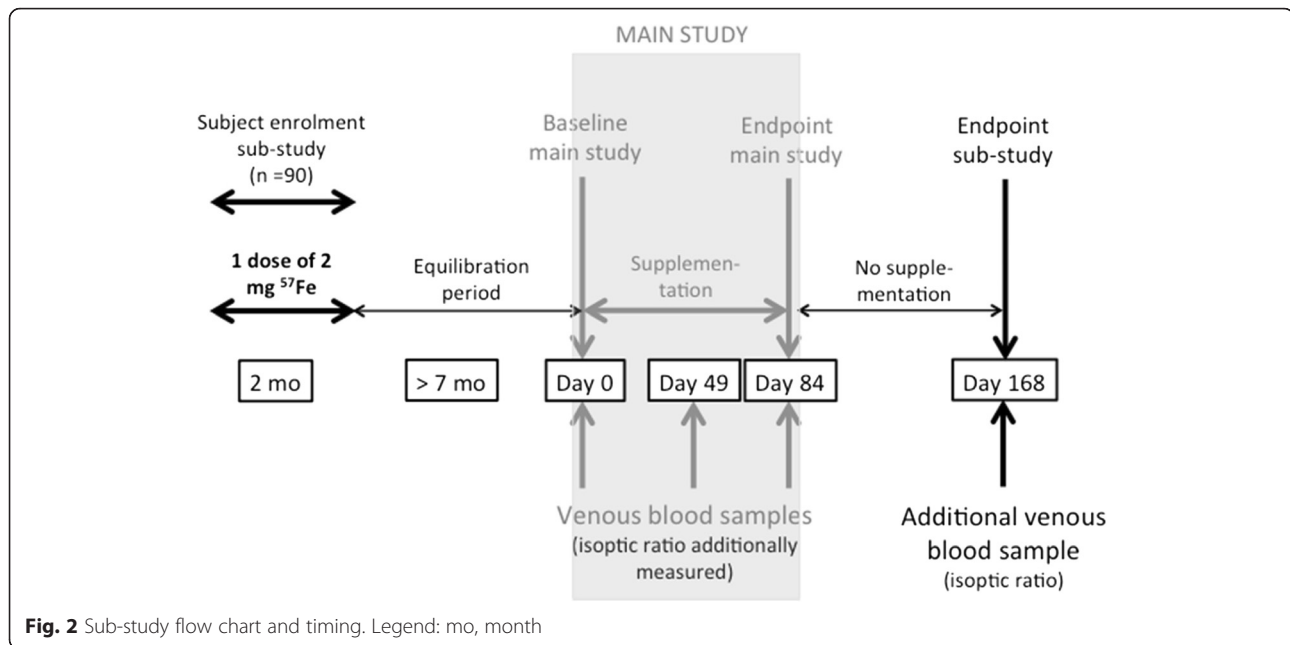 MAIN STUDY
Subject enrolment
sub-study
(n =90)
Baseline
main study
Endpoint
main study
Endpoint
sub-study
1 dose of 2
mg ⁵⁷Fe
Equilibration
period
Supplemen-
tation
No supple-
mentation
2 mo
> 7 mo
Day 0
Day 49
Day 84
Day 168
Venous blood samples
(isoptic ratio additionally
measured)
Additional venous
blood sample
(isoptic ratio)
Fig. 2 Sub-study flow chart and timing. Legend: mo, month